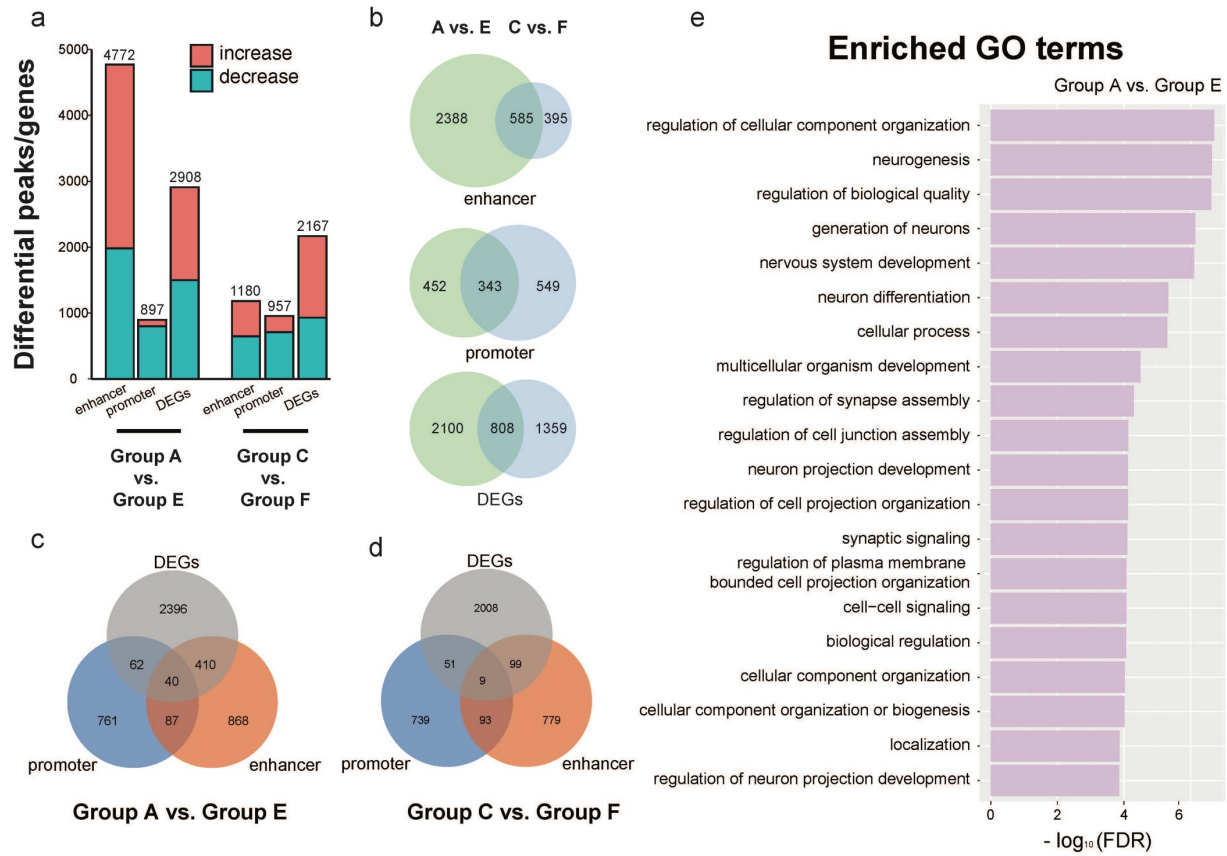 a
Differential peaks/genes
5000
4000
3000
2000
1000
0
increase
decrease
4772
897
2908
1180
957
2167
enhancer
promoter
DEGs
enhancer
promoter
DEGs
Group A
vs.
Group E
Group C
vs.
Group F
b
A vs. E C vs. F
2388 585 395
enhancer
452 343 549
promoter
2100 808 1359
DEGs
c
DEGs
2396
62 410
40
761 87 868
promoter enhancer
Group A vs. Group E
d
DEGs
2008
51 99
9
739 93 779
promoter enhancer
Group C vs. Group F
e
Enriched GO terms
Group A vs. Group E
regulation of cellular component organization
neurogenesis
regulation of biological quality
generation of neurons
nervous system development
neuron differentiation
cellular process
multicellular organism development
regulation of synapse assembly
regulation of cell junction assembly
neuron projection development
regulation of cell projection organization
synaptic signaling
regulation of plasma membrane
bounded cell projection organization
cell−cell signaling
biological regulation
cellular component organization
cellular component organization or biogenesis
localization
regulation of neuron projection development
0 2 4 6
- log₁₀ (FDR)